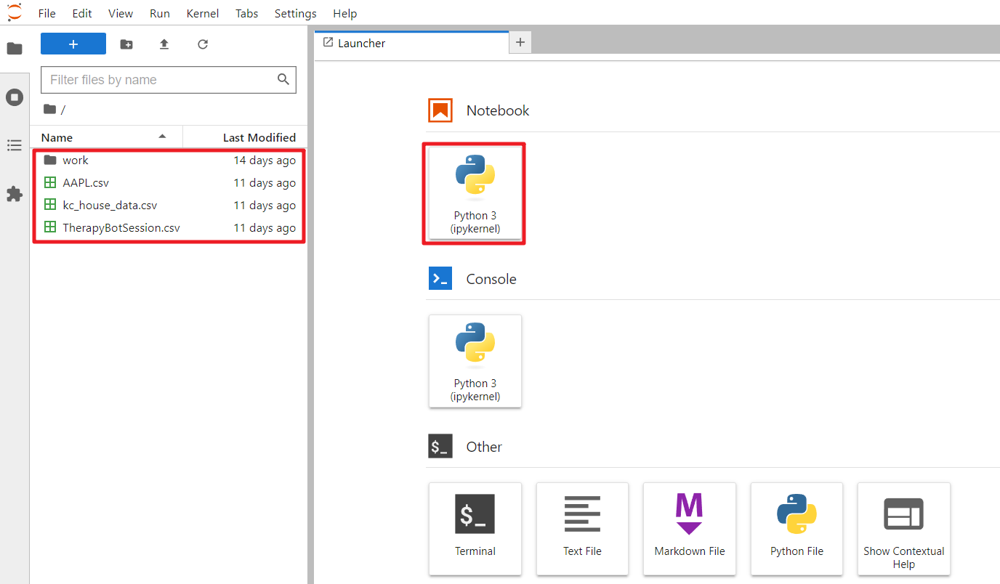 File Edit View Run Kernel Tabs Settings Help
Launcher
Filter files by name
/
Name Last Modified
work 14 days ago
AAPL.csv 11 days ago
kc_house_data.csv 11 days ago
TherapyBotSession.csv 11 days ago
Notebook
Python 3
(ipykernel)
Console
Python 3
(ipykernel)
$_ Other
$_
M
Terminal
Text File
Markdown File
Python File
Show Contextual
Help